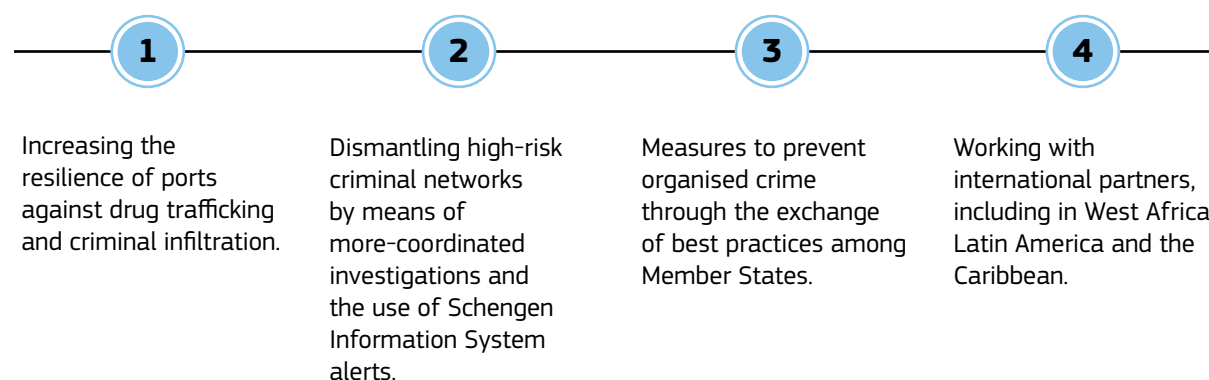 1
Increasing the
resilience of ports
against drug trafficking
and criminal infiltration.
2
Dismantling high-risk
criminal networks
by means of
more-coordinated
investigations and
the use of Schengen
Information System
alerts.
3
Measures to prevent
organised crime
through the exchange
of best practices among
Member States.
4
Working with
international partners,
including in West Africa
Latin America and the
Caribbean.